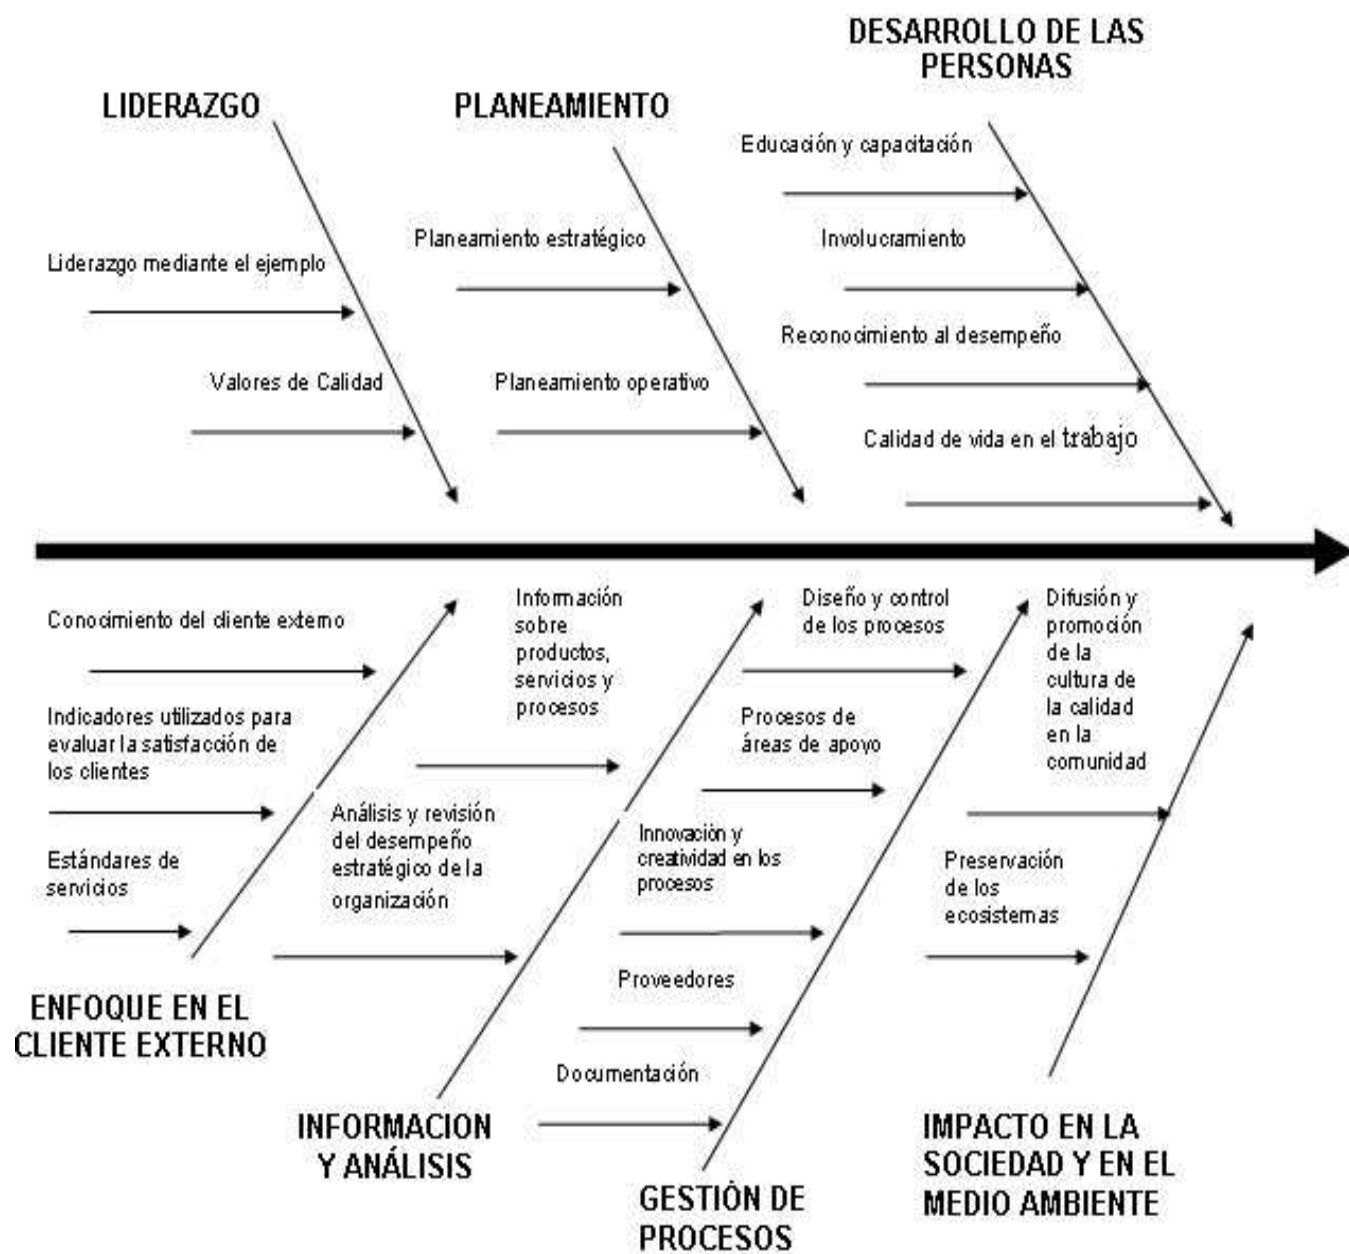 DESARROLLO DE LAS
PERSONAS
LIDERAZGO
PLANEAMIENTO
Educación y capacitación
Planeamiento estratégico
Involucramiento
Liderazgo mediante el ejemplo
Reconocimiento al desempeño
Valores de Calidad
Planeamiento operativo
Calidad de vida en el trabajo
Conocimiento del cliente externo
Indicadores utilizados para
evaluar la satisfacción de
los clientes
Estándares de
servicios
ENFOQUE EN EL
CLIENTE EXTERNO
Información
sobre
productos,
servicios y
procesos
Análisis y revisión
del desempeño
estratégico de la
organización
INFORMACION
Y ANÁLISIS
Diseño y control
de los procesos
Procesos de
áreas de apoyo
Innovación y
creatividad en los
procesos
Proveedores
Documentación
GESTIÓN DE
PROCESOS
Difusión y
promoción
de la
cultura de
la calidad
en la
comunidad
Preservación
de los
ecosistemas
IMPACTO EN LA
SOCIEDAD Y EN EL
MEDIO AMBIENTE